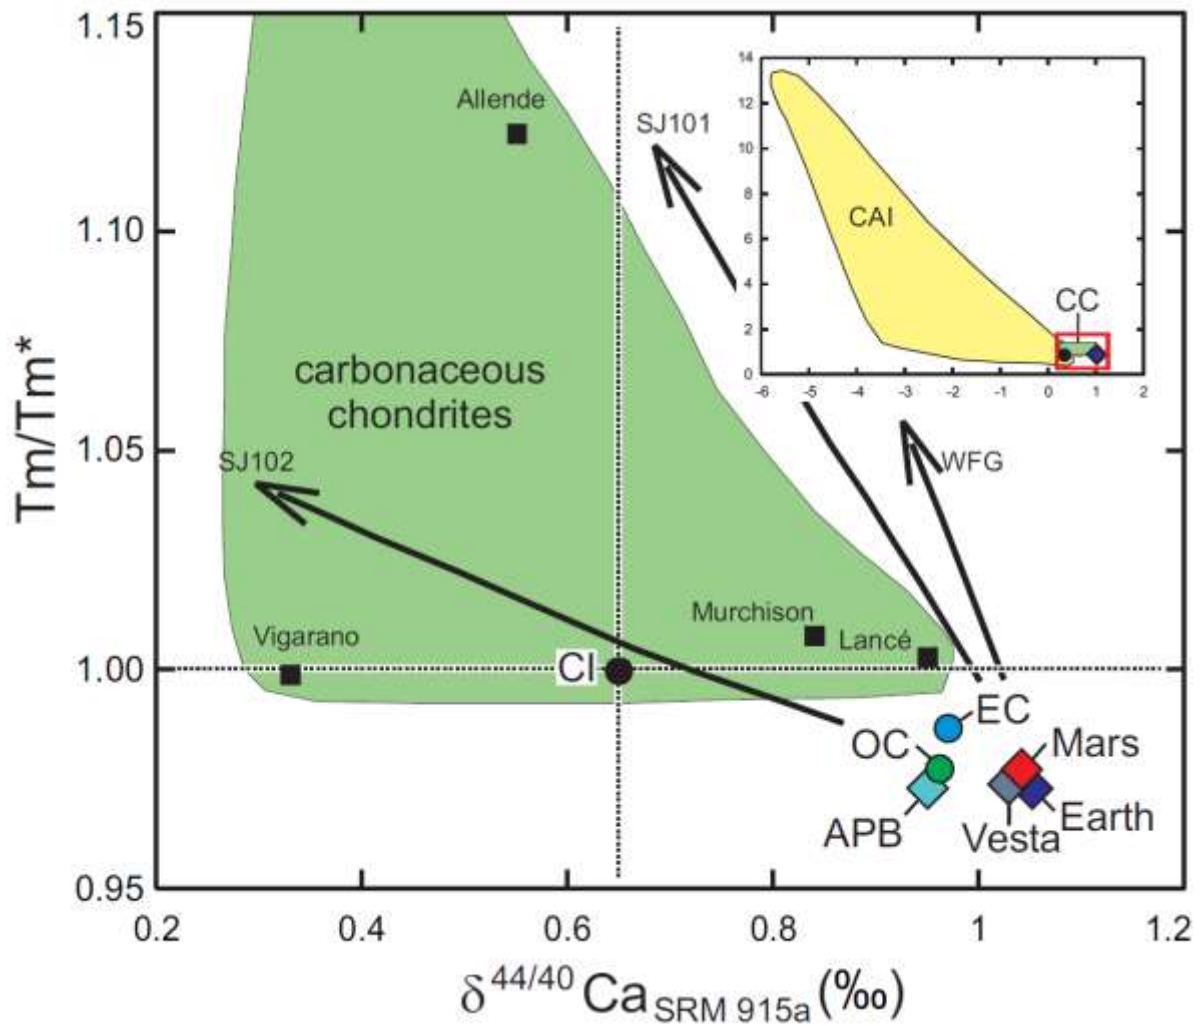 1.15
14
Allende
SJ101
12
10
1.10
8
CAI
6
4
CC
2
carbonaceous
chondrites
0
-6 -5 -4 -3 -2 -1 0 1 2
Tm/Tm*
1.05
SJ102
WFG
Murchison
Vigarano
Lancé
1.00
CI
EC
OC
Mars
APB
Vesta
Earth
0.95
0.2 0.4 0.6 0.8 1 1.2
δ44/40 Ca SRM 915a (‰)